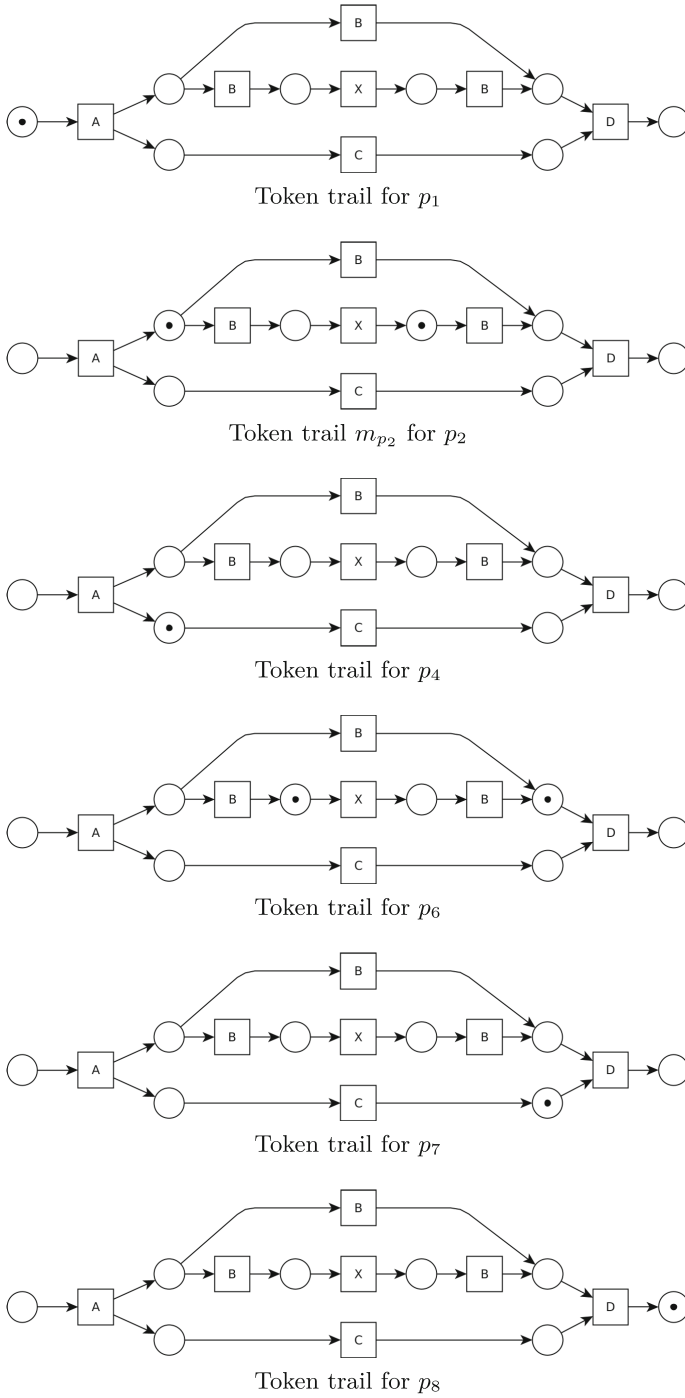 B
B X B
A D
C
Token trail for p₁
B
B X B
A D
C
Token trail mₚ₂ for p₂
B
B X B
A D
C
Token trail for p₄
B
B X B
A D
C
Token trail for p₆
B
B X B
A D
C
Token trail for p₇
B
B X B
A D
C
Token trail for p₈